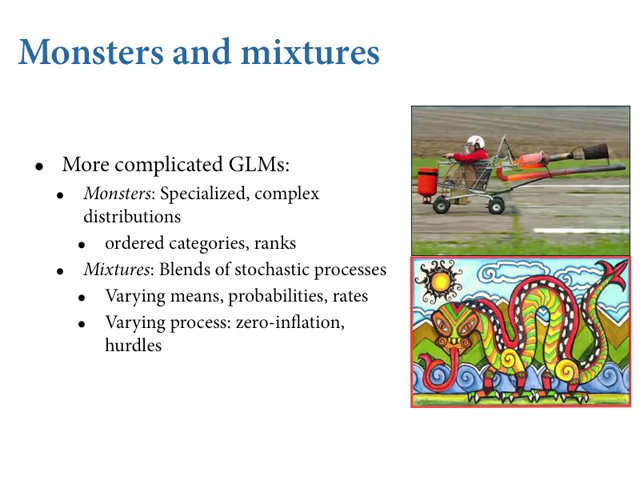 Monsters and mixtures
• More complicated GLMs:
• Monsters: Specialized, complex
distributions
• ordered categories, ranks
• Mixtures: Blends of stochastic processes
• Varying means, probabilities, rates
• Varying process: zero-inflation,
hurdles